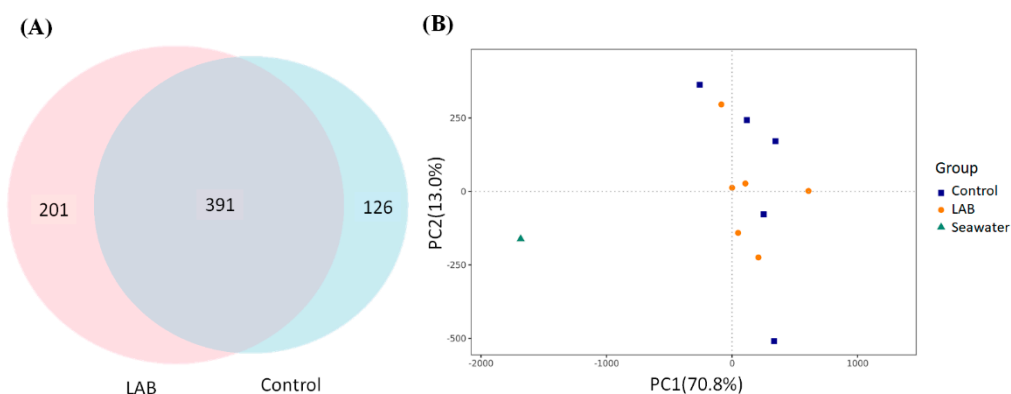 (A)
201
391
126
LAB
Control
(B)
PC2(13.0%)
250
0
-250
-500
-2000
-1000
0
1000
PC1(70.8%)
Group
Control
LAB
Seawater